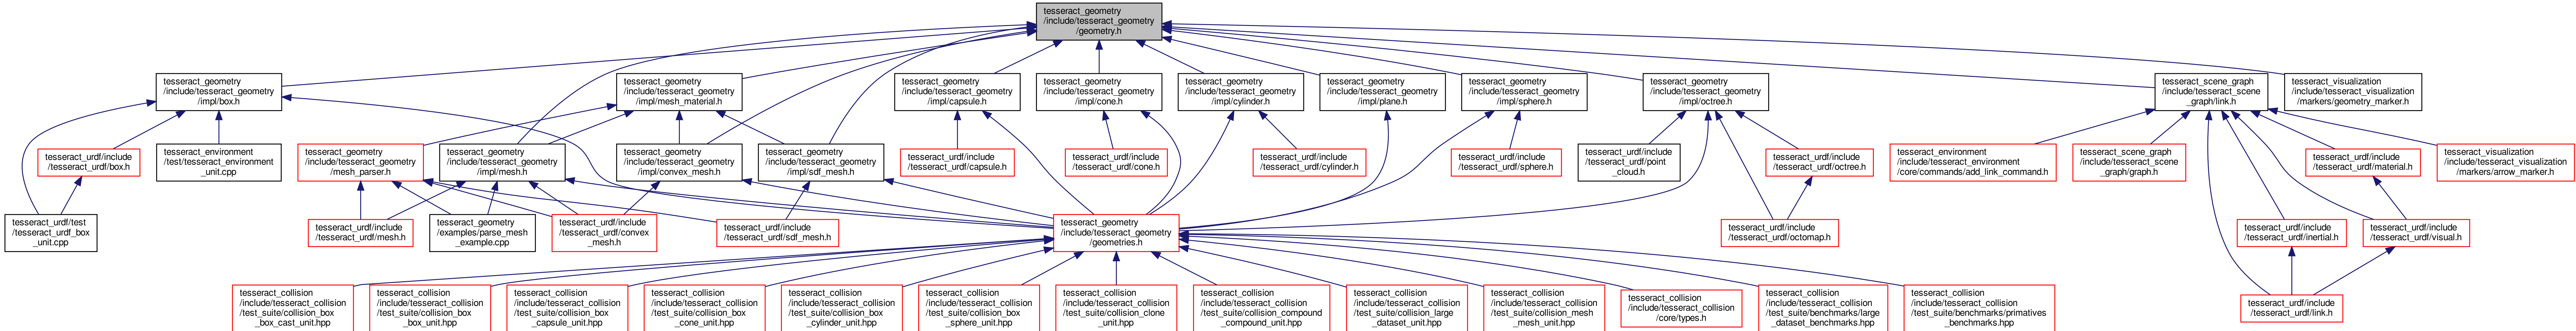 tesseract_geometry
/include/tesseract_geometry
/geometry.h
tesseract_geometry
/include/tesseract_geometry
/impl/box.h
tesseract_geometry
/include/tesseract_geometry
/impl/mesh_material.h
tesseract_geometry
/include/tesseract_geometry
/impl/capsule.h
tesseract_geometry
/include/tesseract_geometry
/impl/cone.h
tesseract_geometry
/include/tesseract_geometry
/impl/cylinder.h
tesseract_geometry
/include/tesseract_geometry
/impl/plane.h
tesseract_geometry
/include/tesseract_geometry
/impl/sphere.h
tesseract_geometry
/include/tesseract_geometry
/impl/octree.h
tesseract_scene_graph
/include/tesseract_scene
_graph/link.h
tesseract_visualization
/include/tesseract_visualization
/markers/geometry_marker.h
tesseract_urdf/include
/tesseract_urdf/box.h
tesseract_environment
/test/tesseract_environment
_unit.cpp
tesseract_geometry
/include/tesseract_geometry
/mesh_parser.h
tesseract_geometry
/include/tesseract_geometry
/impl/mesh.h
tesseract_geometry
/include/tesseract_geometry
/impl/convex_mesh.h
tesseract_geometry
/include/tesseract_geometry
/impl/sdf_mesh.h
tesseract_urdf/include
/tesseract_urdf/capsule.h
tesseract_urdf/include
/tesseract_urdf/cone.h
tesseract_urdf/include
/tesseract_urdf/cylinder.h
tesseract_urdf/include
/tesseract_urdf/sphere.h
tesseract_urdf/include
/tesseract_urdf/point
_cloud.h
tesseract_urdf/include
/tesseract_urdf/octree.h
tesseract_environment
/include/tesseract_environment
/core/commands/add_link_command.h
tesseract_scene_graph
/include/tesseract_scene
_graph/graph.h
tesseract_urdf/include
/tesseract_urdf/material.h
tesseract_visualization
/include/tesseract_visualization
/markers/arrow_marker.h
tesseract_urdf/test
/tesseract_urdf_box
_unit.cpp
tesseract_urdf/include
/tesseract_urdf/mesh.h
tesseract_geometry
/examples/parse_mesh
_example.cpp
tesseract_urdf/include
/tesseract_urdf/convex
_mesh.h
tesseract_urdf/include
/tesseract_urdf/sdf_mesh.h
tesseract_geometry
/include/tesseract_geometry
/geometries.h
tesseract_urdf/include
/tesseract_urdf/octomap.h
tesseract_urdf/include
/tesseract_urdf/inertial.h
tesseract_urdf/include
/tesseract_urdf/visual.h
tesseract_collision
/include/tesseract_collision
/test_suite/collision_box
_box_cast_unit.hpp
tesseract_collision
/include/tesseract_collision
/test_suite/collision_box
_box_unit.hpp
tesseract_collision
/include/tesseract_collision
/test_suite/collision_box
_capsule_unit.hpp
tesseract_collision
/include/tesseract_collision
/test_suite/collision_box
_cone_unit.hpp
tesseract_collision
/include/tesseract_collision
/test_suite/collision_box
_cylinder_unit.hpp
tesseract_collision
/include/tesseract_collision
/test_suite/collision_box
_sphere_unit.hpp
tesseract_collision
/include/tesseract_collision
/test_suite/collision_clone
_unit.hpp
tesseract_collision
/include/tesseract_collision
/test_suite/collision_compound
_compound_unit.hpp
tesseract_collision
/include/tesseract_collision
/test_suite/collision_large
_dataset_unit.hpp
tesseract_collision
/include/tesseract_collision
/test_suite/collision_mesh
_mesh_unit.hpp
tesseract_collision
/include/tesseract_collision
/core/types.h
tesseract_collision
/include/tesseract_collision
/test_suite/benchmarks/large
_dataset_benchmarks.hpp
tesseract_collision
/include/tesseract_collision
/test_suite/benchmarks/primatives
_benchmarks.hpp
tesseract_urdf/include
/tesseract_urdf/link.h